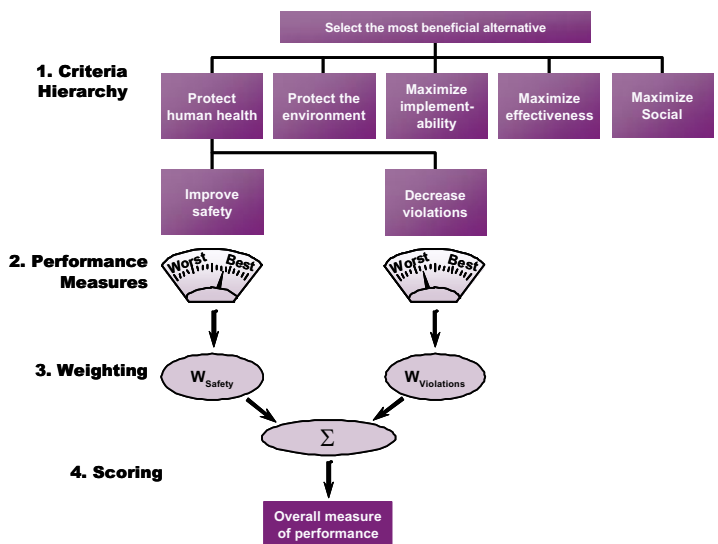 Select the most beneficial alternative
1. Criteria
Hierarchy
Protect
human health
Protect the
environment
Maximize
implement-
ability
Maximize
effectiveness
Maximize
Social
Improve
safety
Decrease
violations
2. Performance
Measures
Worst Best
Worst Best
3. Weighting
WSafety
WViolations
Σ
4. Scoring
Overall measure
of performance